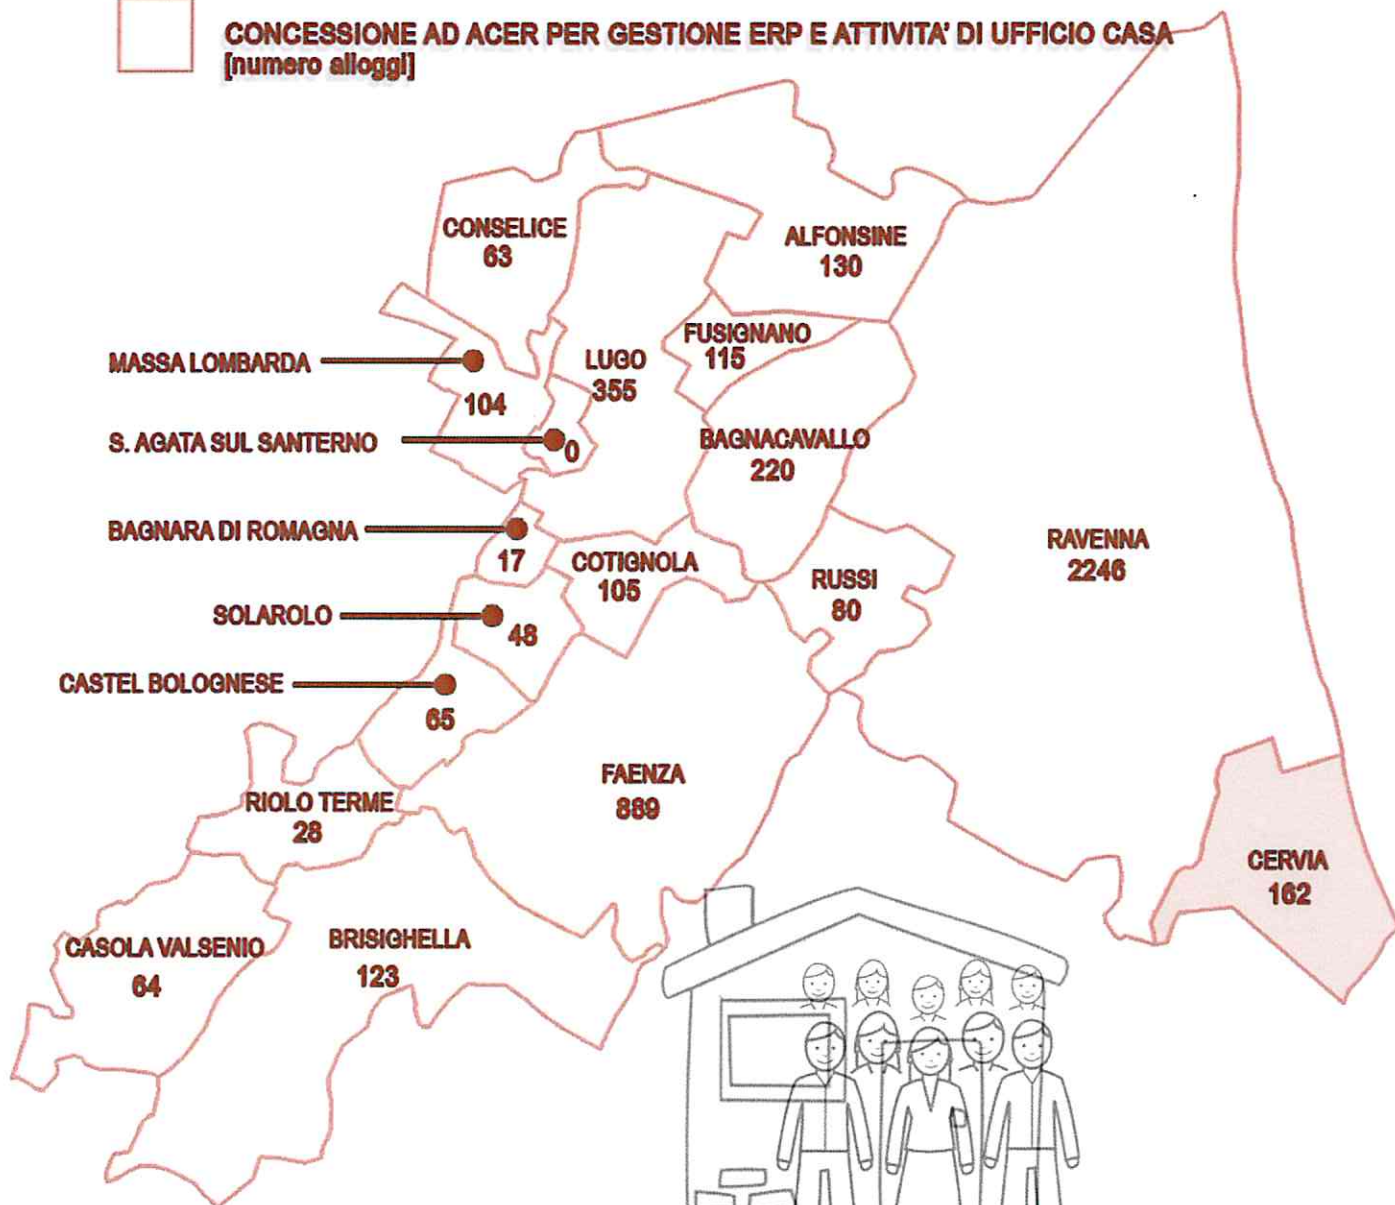 CONCESSIONE AD ACER PER GESTIONE ERP E ATTIVITA' DI UFFICIO CASA
[numero alloggi]
CONSELICE
63
ALFONSINE
130
FUSIGNANO
115
MASSA LOMBARDA
104
LUGO
355
S. AGATA SUL SANTERNO
0
BAGNACAVALLO
220
BAGNARA DI ROMAGNA
17
COTIGNOLA
105
RUSSI
80
RAVENNA
2246
SOLAROLO
48
CASTEL BOLOGNESE
65
FAENZA
889
RIOLO TERME
28
CERVIA
162
CASOLA VALSENIO
64
BRISIGHELLA
123